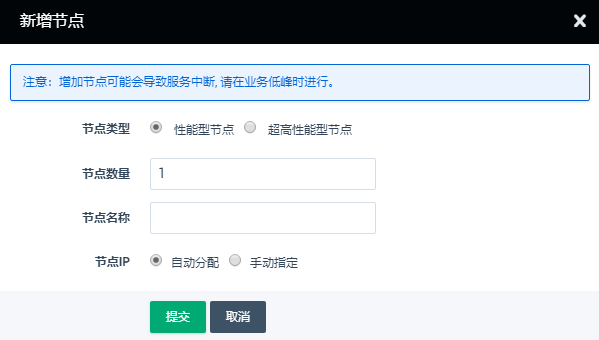 新增节点
注意：增加节点可能会导致服务中断, 请在业务低峰时进行。
节点类型 性能型节点 超高性能型节点
节点数量 1
节点名称
节点IP 自动分配 手动指定
提交 取消